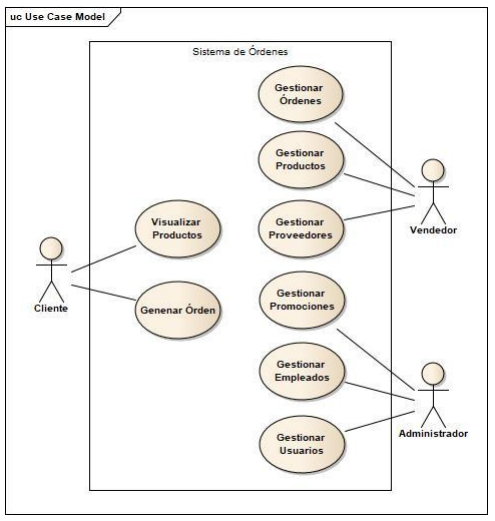 uc Use Case Model
Sistema de Órdenes
Gestionar
Órdenes
Gestionar
Productos
Vendedor
Visualizar
Productos
Gestionar
Proveedores
Cliente
Genenar Órden
Gestionar
Promociones
Gestionar
Empleados
Administrador
Gestionar
Usuarios